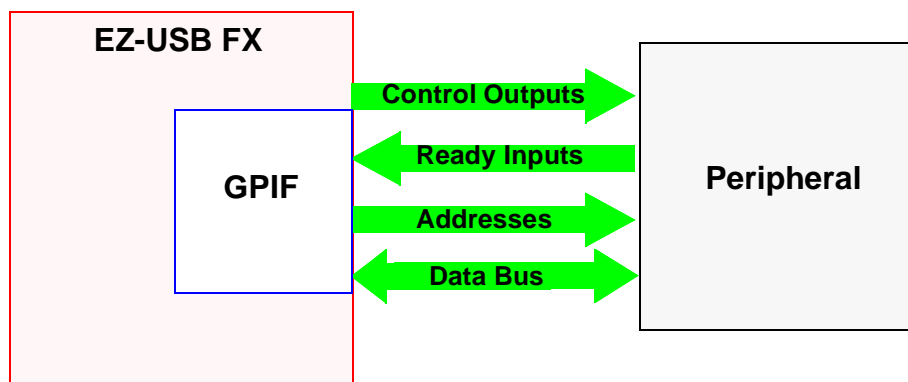 EZ-USB FX
Control Outputs
Ready Inputs
GPIF
Peripheral
Addresses
Data Bus